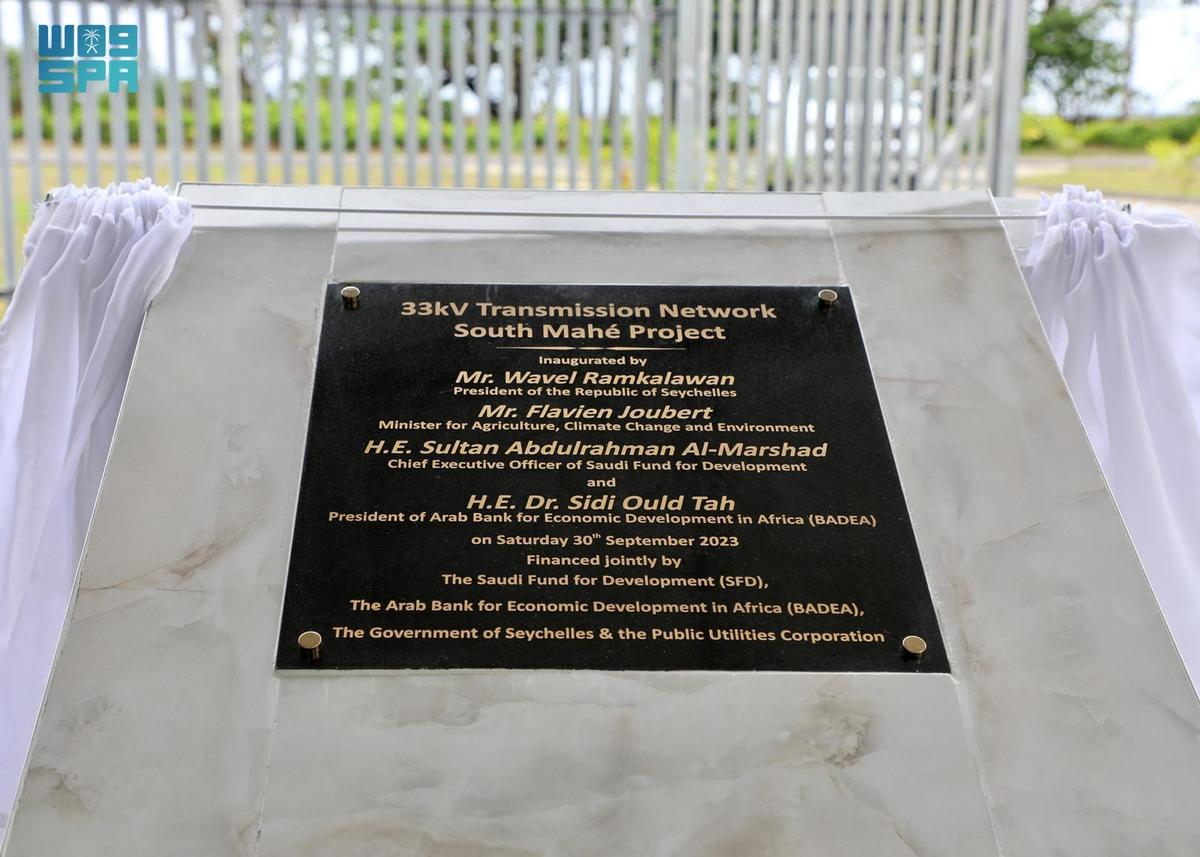 واس
SPA
33kV Transmission Network
South Mahé Project
Inaugurated by
Mr. Wavel Ramkalawan
President of the Republic of Seychelles
Mr. Flavien Joubert
Minister for Agriculture, Climate Change and Environment
H.E. Sultan Abdulrahman Al-Marshad
Chief Executive Officer of Saudi Fund for Development
and
H.E. Dr. Sidi Ould Tah
President of Arab Bank for Economic Development in Africa (BADEA)
on Saturday 30th September 2023
Financed jointly by
The Saudi Fund for Development (SFD),
The Arab Bank for Economic Development in Africa (BADEA),
The Government of Seychelles & the Public Utilities Corporation